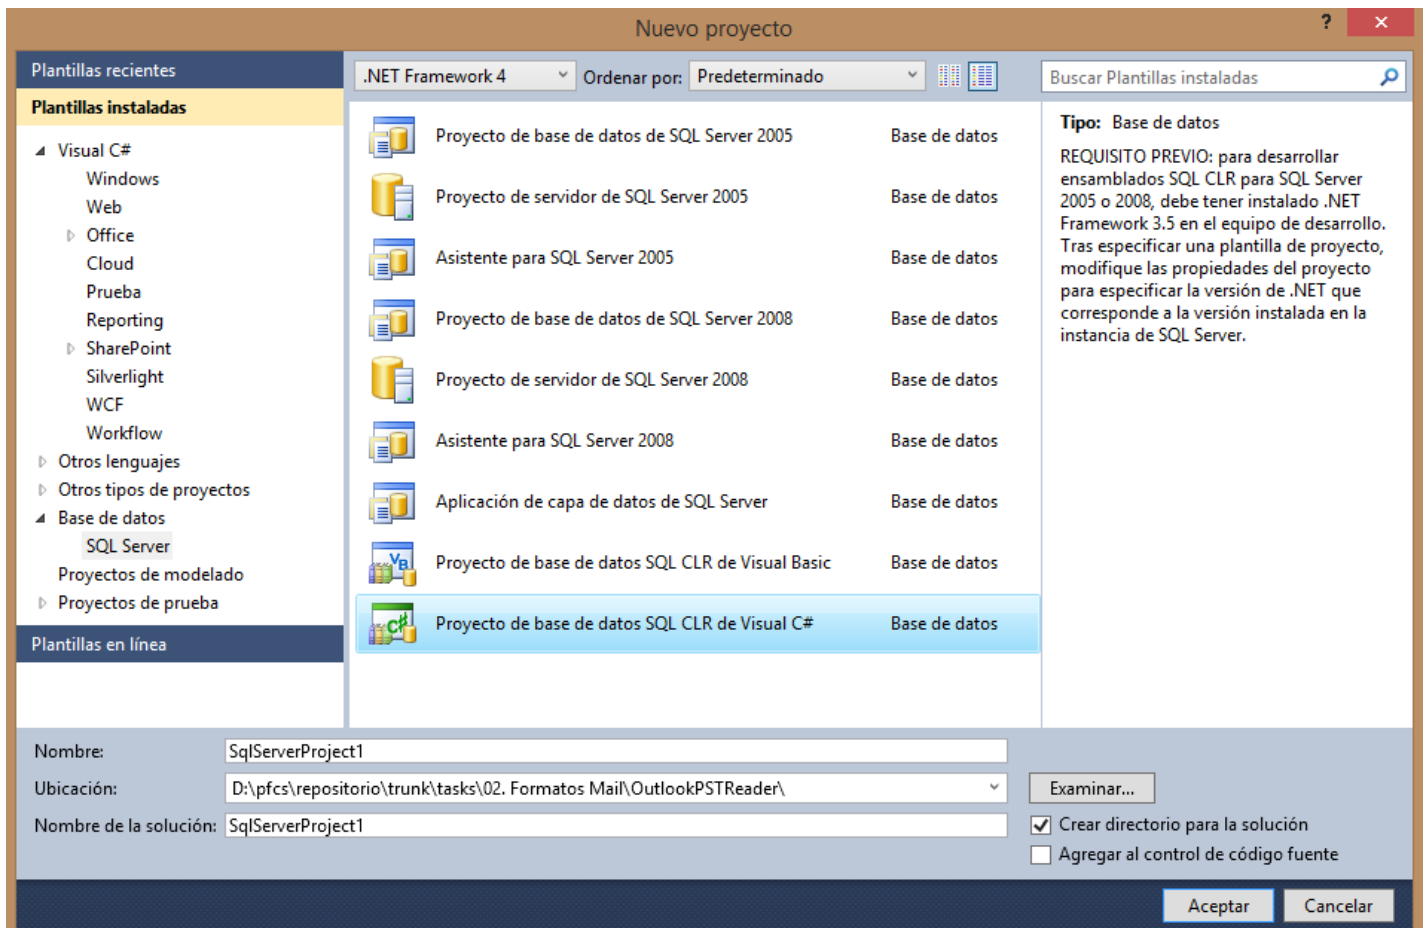 Nuevo proyecto
?
Plantillas recientes
Plantillas instaladas
Visual C#
Windows
Web
Office
Cloud
Prueba
Reporting
SharePoint
Silverlight
WCF
Workflow
Otros lenguajes
Otros tipos de proyectos
Base de datos
SQL Server
Proyectos de modelado
Proyectos de prueba
Plantillas en línea
.NET Framework 4 Ordenar por: Predeterminado
Proyecto de base de datos de SQL Server 2005 Base de datos
Proyecto de servidor de SQL Server 2005 Base de datos
Asistente para SQL Server 2005 Base de datos
Proyecto de base de datos de SQL Server 2008 Base de datos
Proyecto de servidor de SQL Server 2008 Base de datos
Asistente para SQL Server 2008 Base de datos
Aplicación de capa de datos de SQL Server Base de datos
VB Proyecto de base de datos SQL CLR de Visual Basic Base de datos
C# Proyecto de base de datos SQL CLR de Visual C# Base de datos
Buscar Plantillas instaladas
Tipo: Base de datos
REQUISITO PREVIO: para desarrollar
ensamblados SQL CLR para SQL Server
2005 o 2008, debe tener instalado .NET
Framework 3.5 en el equipo de desarrollo.
Tras especificar una plantilla de proyecto,
modifique las propiedades del proyecto
para especificar la versión de .NET que
corresponde a la versión instalada en la
instancia de SQL Server.
Nombre: SqlServerProject1
Ubicación: D:\pfcs\repositorio\trunk\tasks\02. Formatos Mail\OutlookPSTReader\ Examinar...
Nombre de la solución: SqlServerProject1
Crear directorio para la solución
Agregar al control de código fuente
Aceptar Cancelar